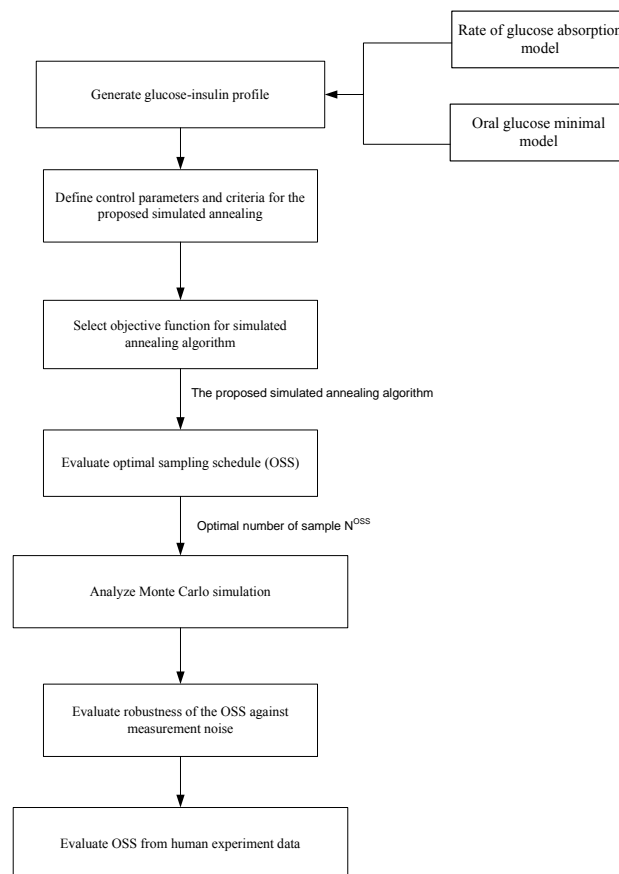 Rate of glucose absorption
model
Generate glucose-insulin profile
Oral glucose minimal
model
Define control parameters and criteria for the
proposed simulated annealing
Select objective function for simulated
annealing algorithm
The proposed simulated annealing algorithm
Evaluate optimal sampling schedule (OSS)
Optimal number of sample N^OSS
Analyze Monte Carlo simulation
Evaluate robustness of the OSS against
measurement noise
Evaluate OSS from human experiment data